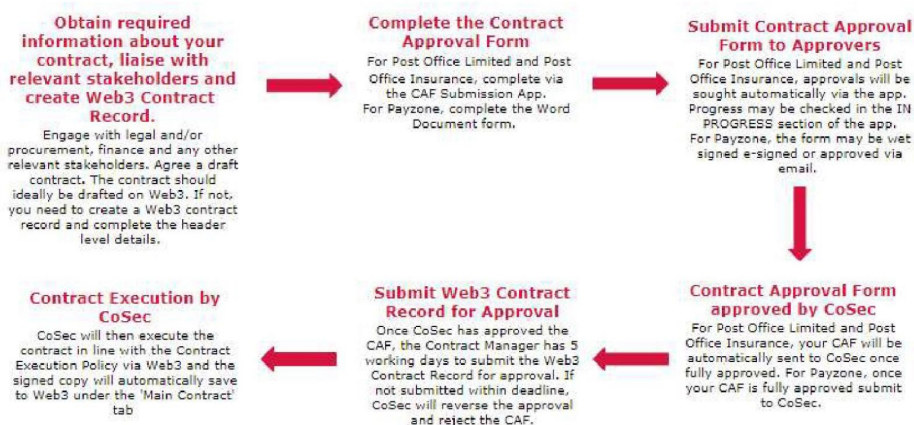 Obtain required
information about your
contract, liaise with
relevant stakeholders and
create Web3 Contract
Record.
Engage with legal and/or
procurement, finance and any other
relevant stakeholders. Agree a draft
contract. The contract should
ideally be drafted on Web3. If not,
you need to create a Web3 contract
record and complete the header
level details.
Complete the Contract
Approval Form
For Post Office Limited and Post
Office Insurance, complete via
the CAF Submission App.
For Payzone, complete the Word
Document form.
Submit Contract Approval
Form to Approvers
For Post Office Limited and Post
Office Insurance, approvals will be
sought automatically via the app.
Progress may be checked in the IN
PROGRESS section of the app.
For Payzone, the form may be wet
signed e-signed or approved via
email.
Contract Approval Form
approved by CoSec
For Post Office Limited and Post
Office Insurance, your CAF will be
automatically sent to CoSec once
fully approved. For Payzone, once
your CAF is fully approved submit
to CoSec.
Submit Web3 Contract
Record for Approval
Once CoSec has approved the
CAF, the Contract Manager has 5
working days to submit the Web3
Contract Record for approval. If
not submitted within deadline,
CoSec will reverse the approval
and reject the CAF.
Contract Execution by
CoSec
CoSec will then execute the
contract in line with the Contract
Execution Policy via Web3 and the
signed copy will automatically save
to Web3 under the 'Main Contract'
tab